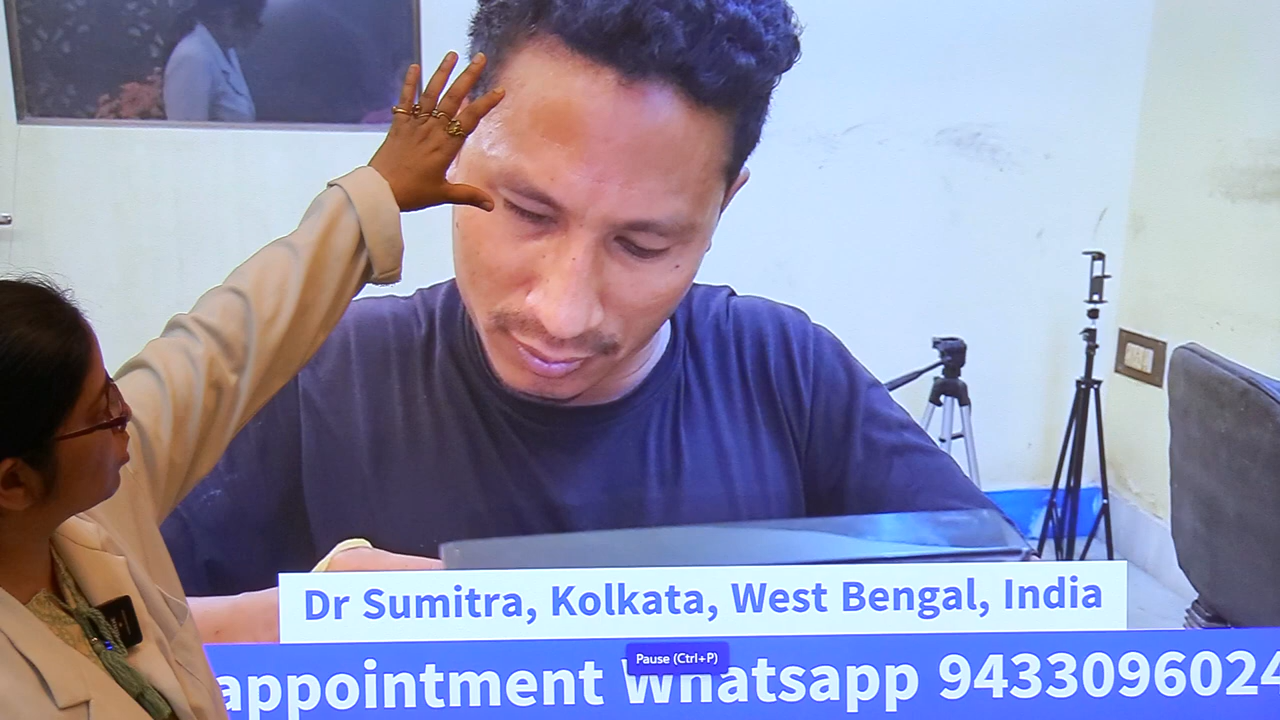 Dr Sumitra, Kolkata, West Bengal, India
Pause (Ctrl+P)
appointment Whatsapp 9433096024